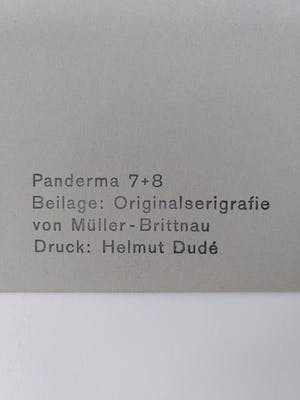 Panderma 7+8
Beilage: Originalserigrafie
von Müller-Brittnau
Druck: Helmut Dudé